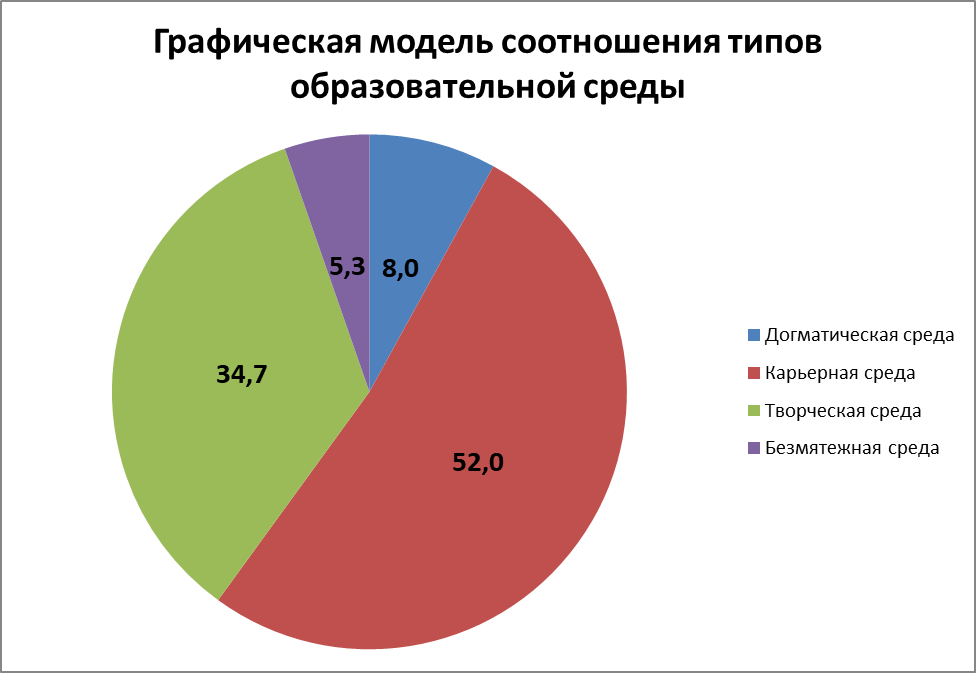 Графическая модель соотношения типов
образовательной среды
5,3
8,0
34,7
52,0
Догматическая среда
Карьерная среда
Творческая среда
Безмятежная среда